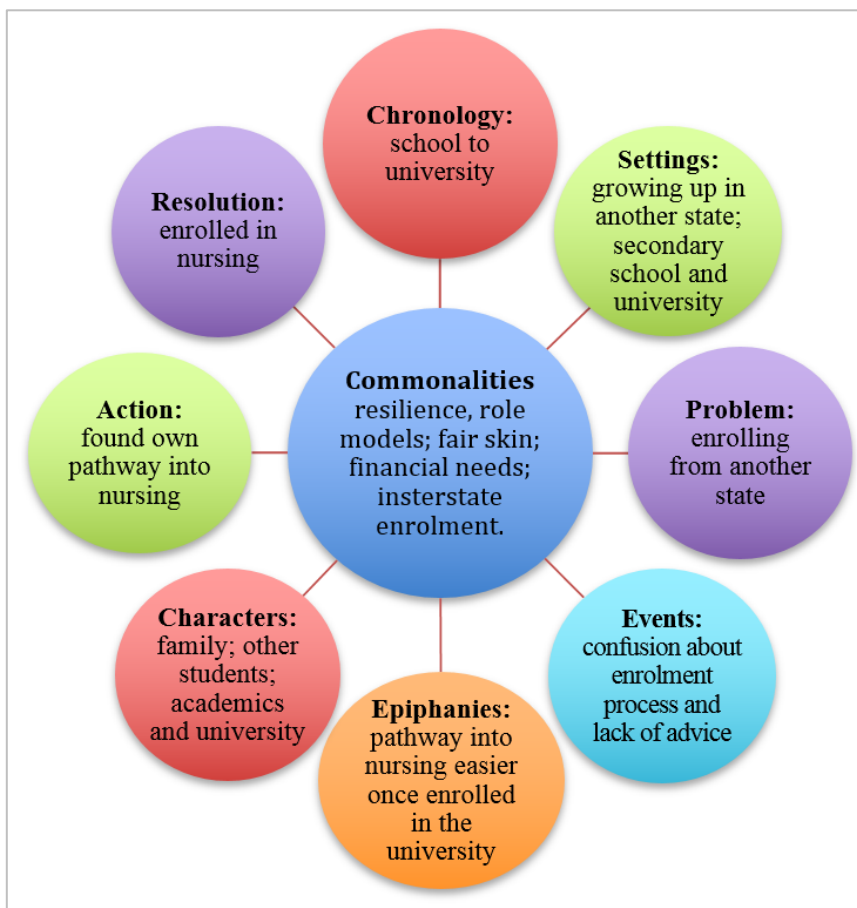 Chronology:
school to
university
Settings:
growing up in
another state;
secondary
school and
university
Problem:
enrolling
from another
state
Events:
confusion about
enrolment
process and
lack of advice
Epiphanies:
pathway into
nursing easier
once enrolled
in the
university
Characters:
family; other
students;
academics
and university
Action:
found own
pathway into
nursing
Resolution:
enrolled in
nursing
Commonalities
resilience, role
models; fair skin;
financial needs;
insterstate
enrolment.